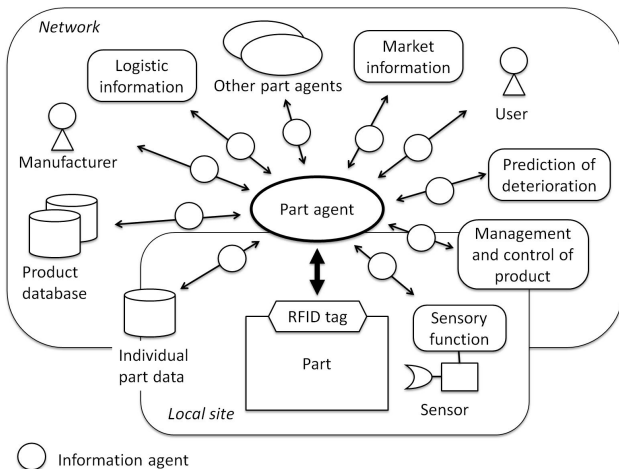 Network
Logistic
information
Other part agents
Market
information
User
Manufacturer
Prediction of
deterioration
Part agent
Product
database
Management
and control of
product
Individual
part data
RFID tag
Part
Sensory
function
Sensor
Local site
Information agent